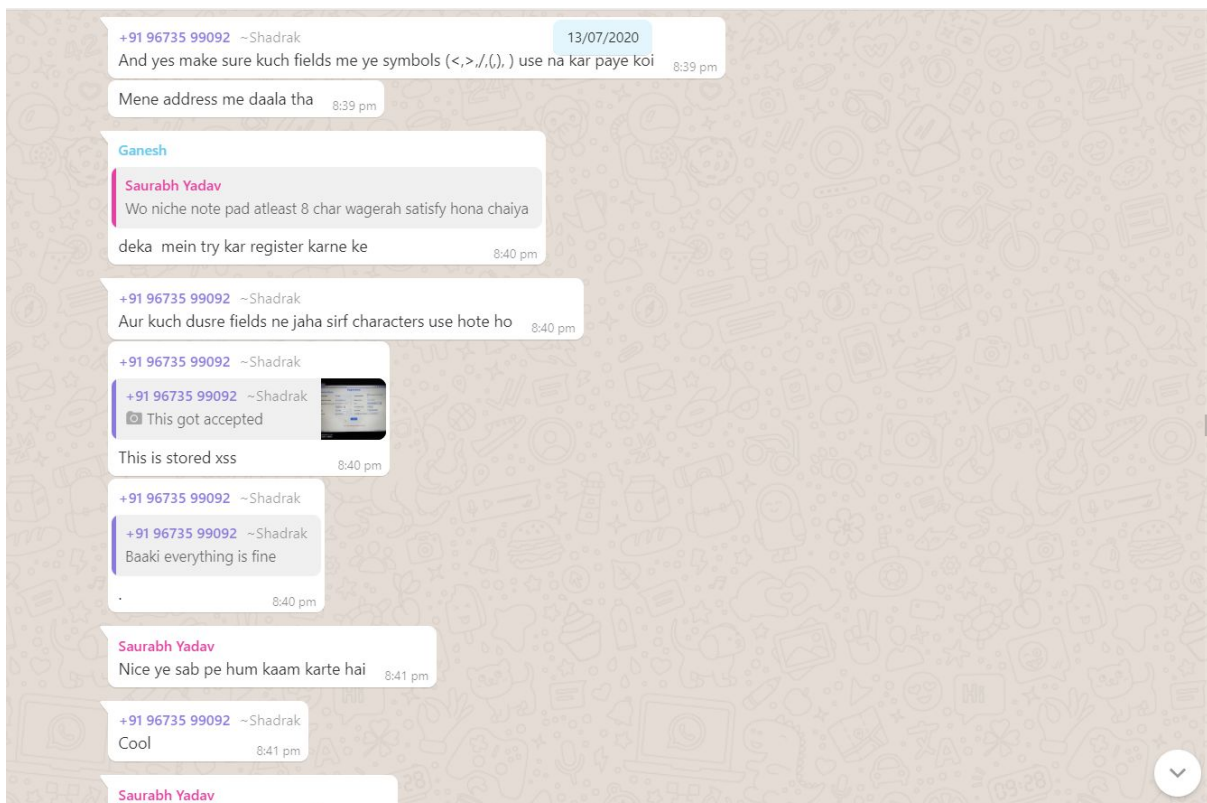 13/07/2020
+91 96735 99092 ~Shadrak
And yes make sure kuch fields me ye symbols (<,>,/,(,), ) use na kar paye koi 8:39 pm
Mene address me daala tha 8:39 pm
Ganesh
Saurabh Yadav
Wo niche note pad atleast 8 char wagerah satisfy hona chaiya
deka mein try kar register karne ke 8:40 pm
+91 96735 99092 ~Shadrak
Aur kuch dusre fields ne jaha sirf characters use hote ho 8:40 pm
+91 96735 99092 ~Shadrak
+91 96735 99092 ~Shadrak
This got accepted
This is stored xss 8:40 pm
+91 96735 99092 ~Shadrak
+91 96735 99092 ~Shadrak
Baaki everything is fine
. 8:40 pm
Saurabh Yadav
Nice ye sab pe hum kaam karte hai 8:41 pm
+91 96735 99092 ~Shadrak
Cool 8:41 pm
Saurabh Yadav